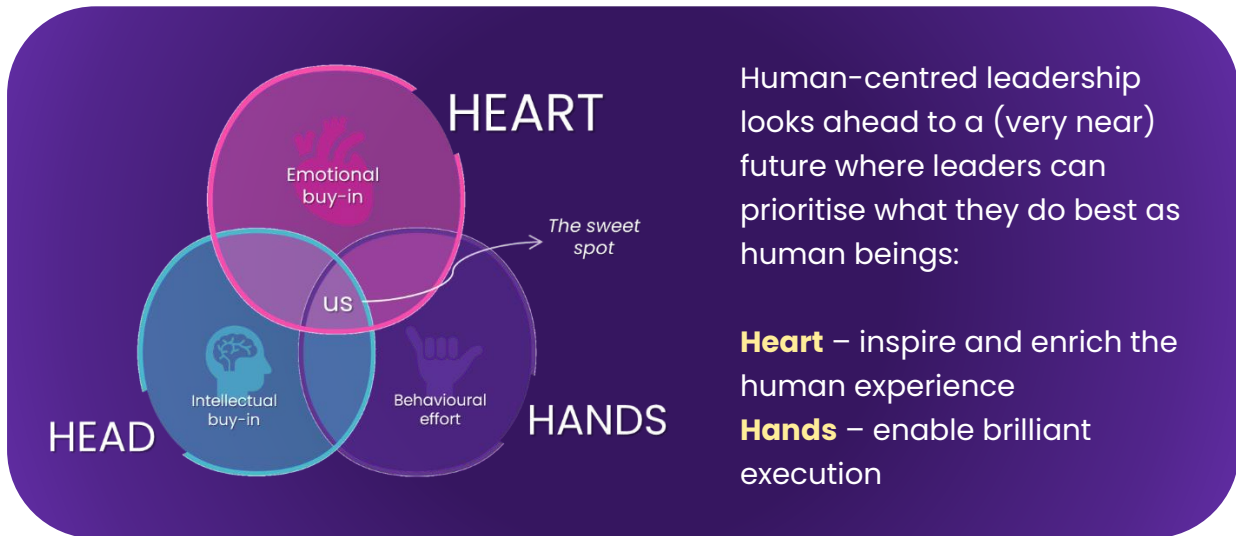 HEART
Emotional
buy-in
The sweet
spot
us
Intellectual
buy-in
Behavioural
effort
HEAD
HANDS
Human-centred leadership
looks ahead to a (very near)
future where leaders can
prioritise what they do best as
human beings:
Heart – inspire and enrich the
human experience
Hands – enable brilliant
execution